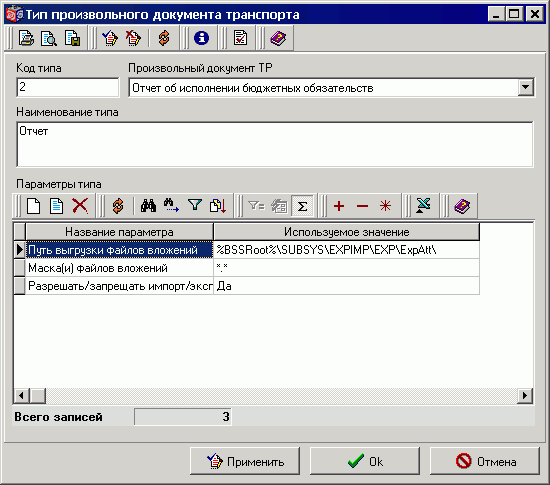 Тип произвольного документа транспорта
Код типа
Произвольный документ ТР
2
Отчет об исполнении бюджетных обязательств
Наименование типа
Отчет
Параметры типа
Название параметра Используемое значение
Путь выгрузки файлов вложений %BSSRoot%\SUBSYS\EXPIMP\EXP\ExpAtt\
Маска(и) файлов вложений *.*
Разрешать/запрещать импорт/эксп Да
Всего записей 3
Применить Ok Отмена